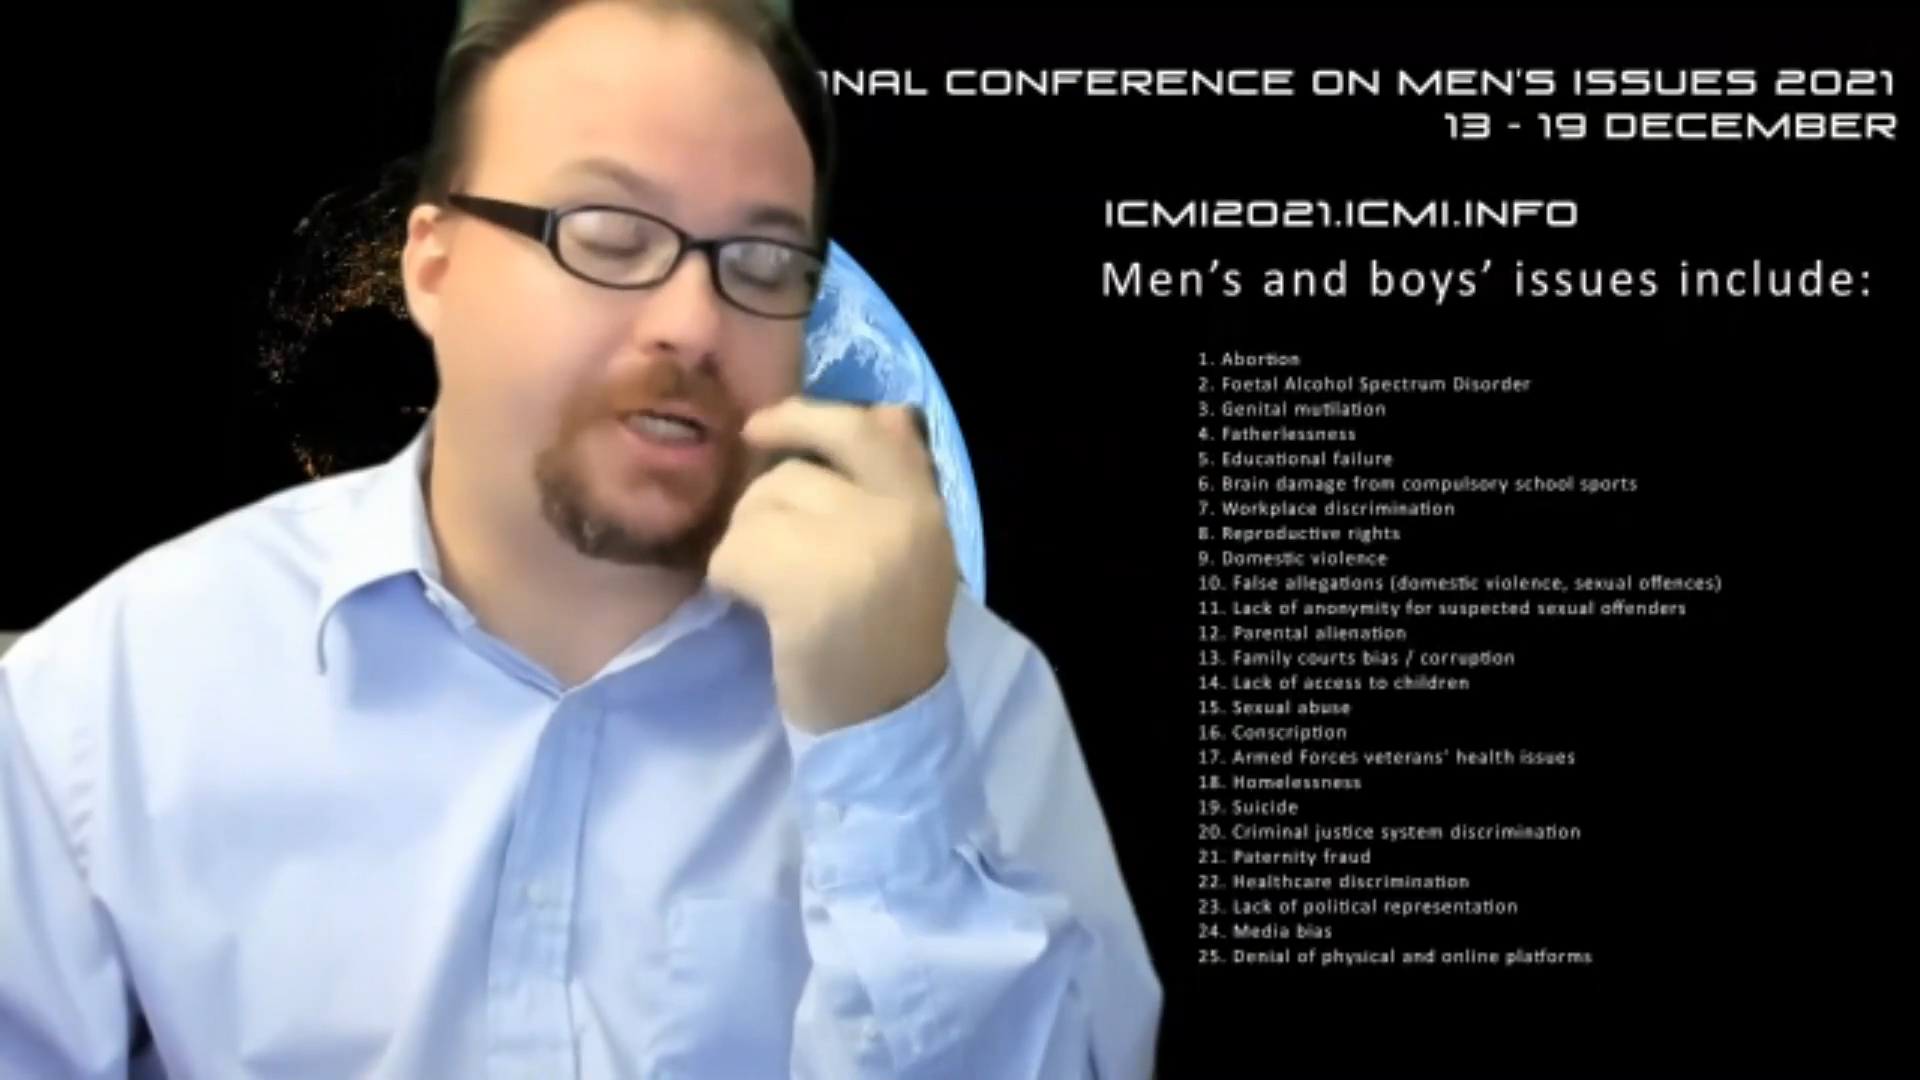 NAL CONFERENCE ON MEN'S ISSUES 2021
13 - 19 DECEMBER
ICMI2021.ICMI.INFO
Men's and boys' issues include:
1. Abortion
2. Foetal Alcohol Spectrum Disorder
3. Genital mutilation
4. Fatherlessness
5. Educational failure
6. Brain damage from compulsory school sports
7. Workplace discrimination
8. Reproductive rights
9. Domestic violence
10. False allegations (domestic violence, sexual offences)
11. Lack of anonymity for suspected sexual offenders
12. Parental alienation
13. Family courts bias / corruption
14. Lack of access to children
15. Sexual abuse
16. Conscription
17. Armed Forces veterans' health issues
18. Homelessness
19. Suicide
20. Criminal justice system discrimination
21. Paternity fraud
22. Healthcare discrimination
23. Lack of political representation
24. Media bias
25. Denial of physical and online platforms